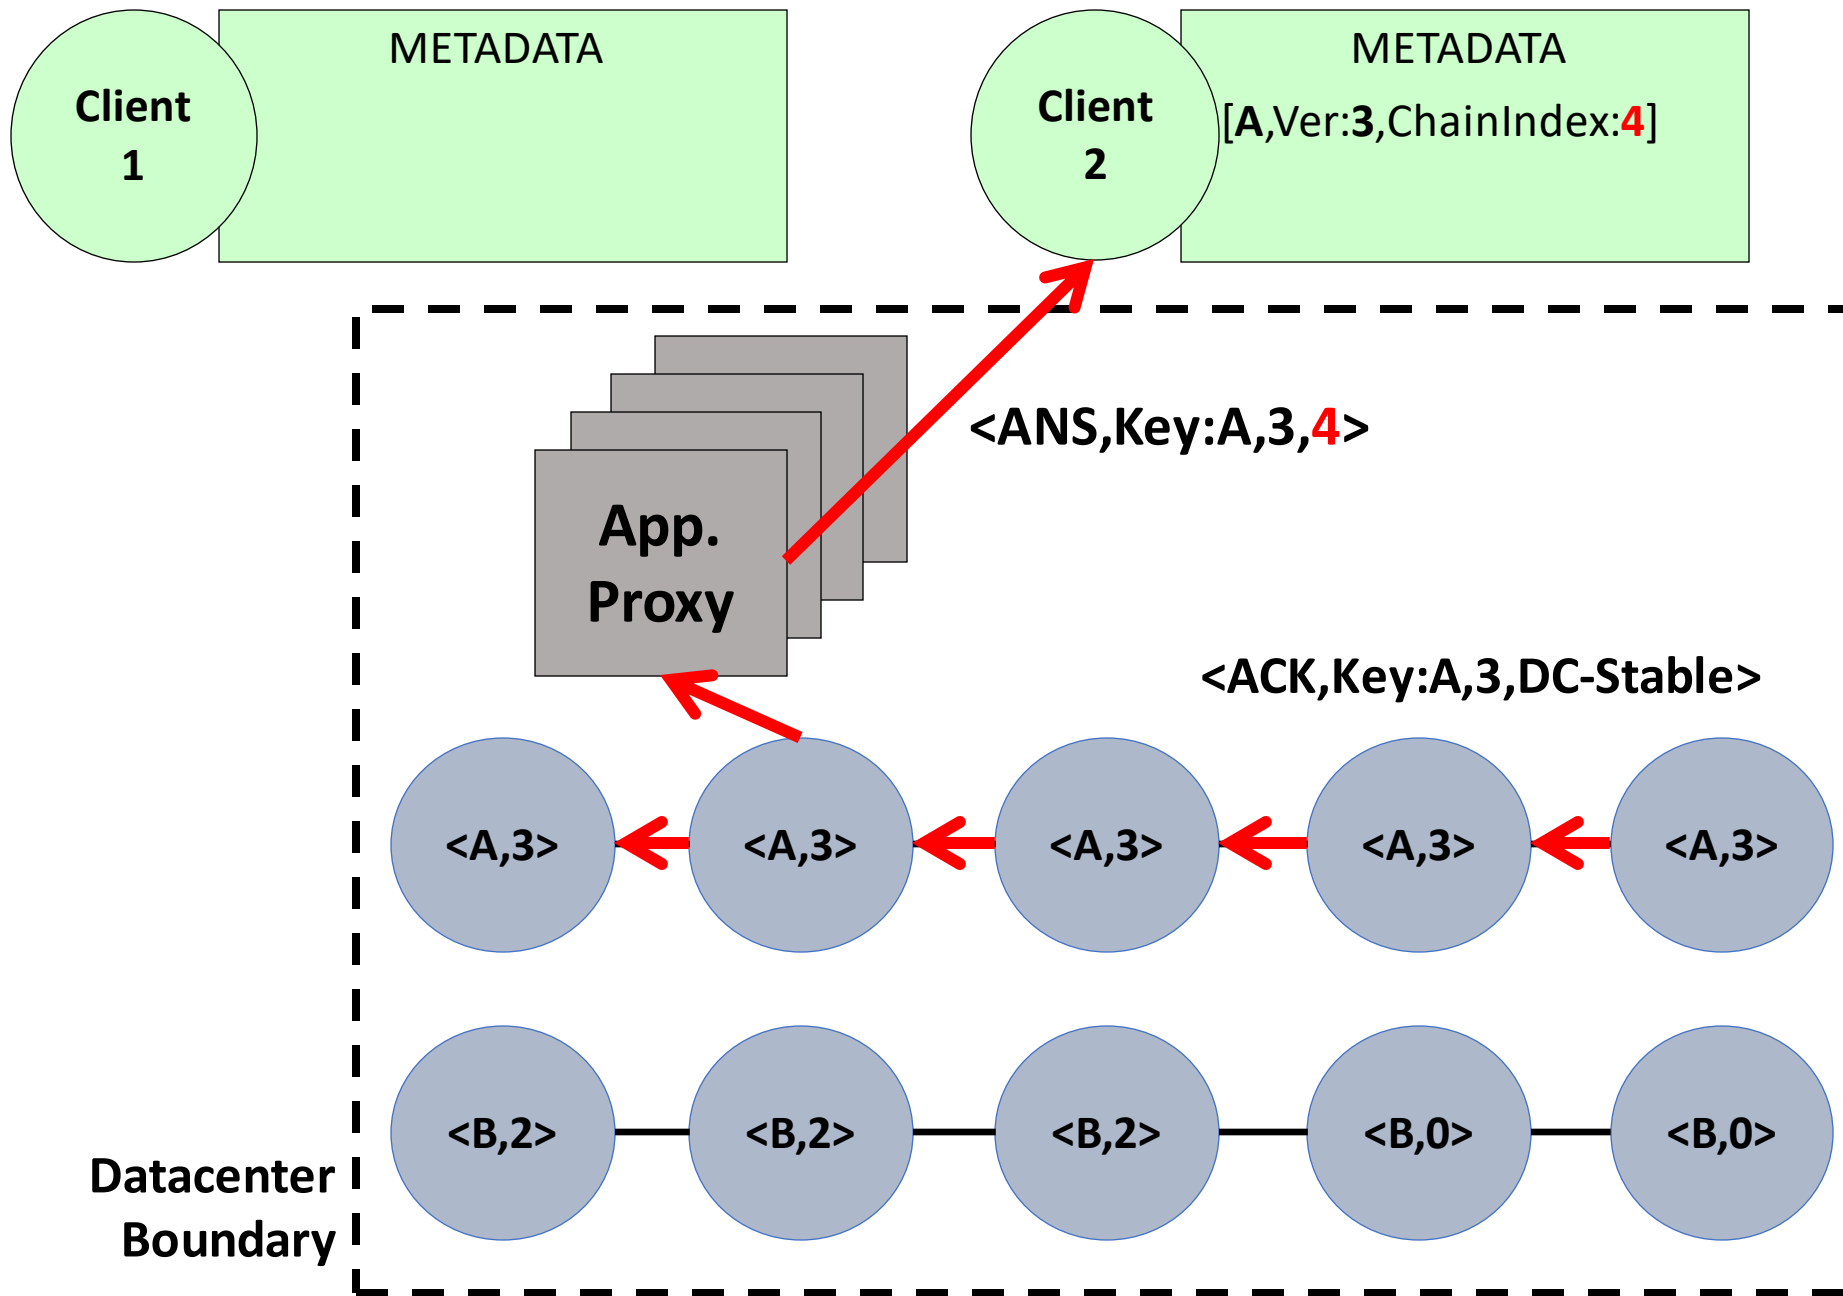 METADATA
Client
1
METADATA
Client
2
[A,Ver:3,ChainIndex:4]
<ANS,Key:A,3,4>
App.
Proxy
<ACK,Key:A,3,DC-Stable>
<A,3> <A,3> <A,3> <A,3> <A,3>
<B,2> <B,2> <B,2> <B,0> <B,0>
Datacenter
Boundary